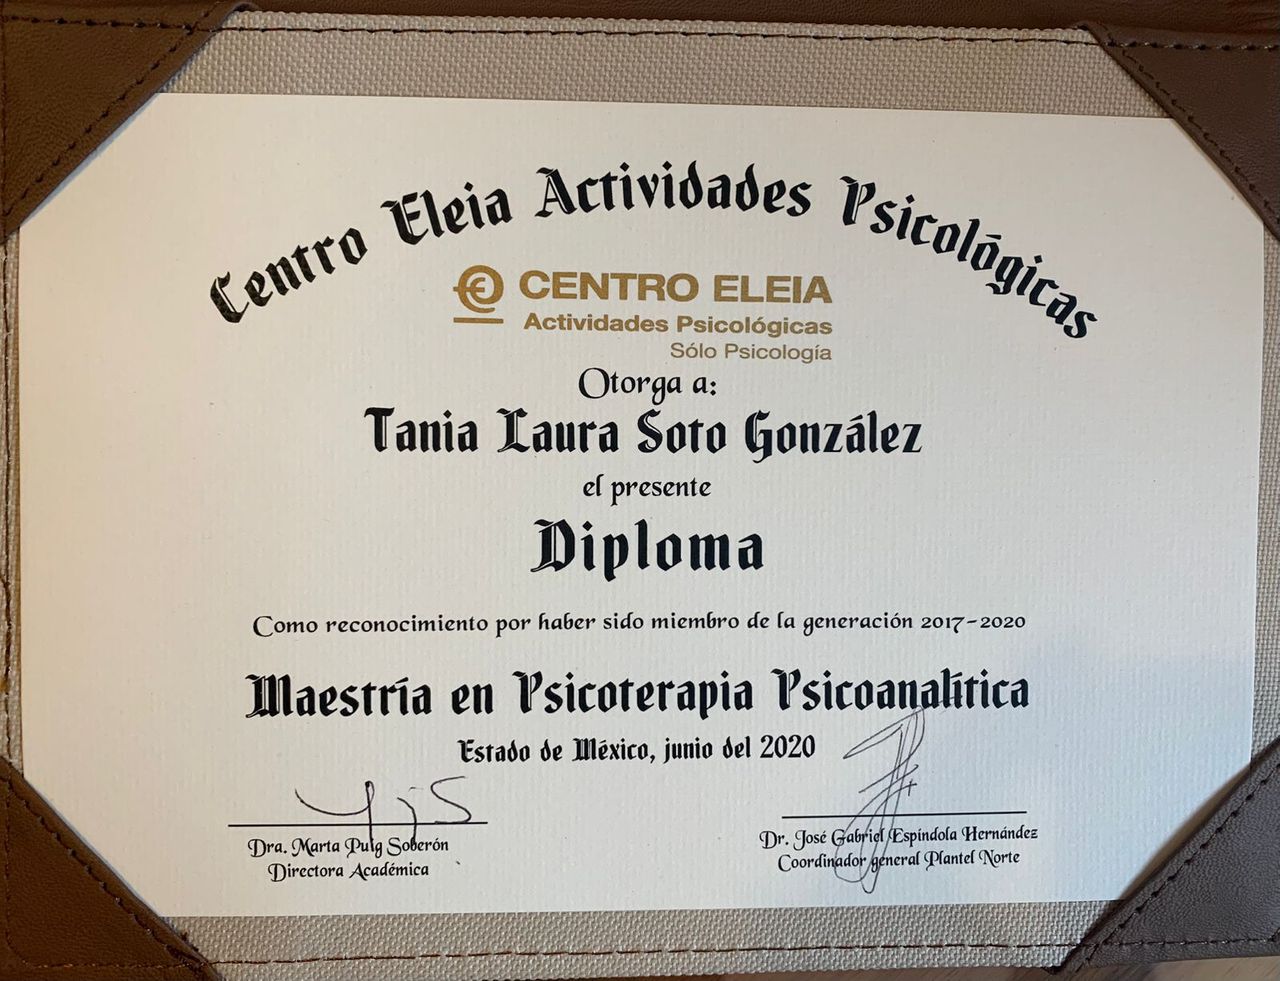 Centro Eleia Actividades Psicológicas
CENTRO ELEIA
Actividades Psicológicas
Sólo Psicología
Otorga a:
Tania Laura Soto González
el presente
Diploma
Como reconocimiento por haber sido miembro de la generación 2017-2020
Maestría en Psicoterapia Psicoanalítica
Estado de México, junio del 2020
Dra. Marta Puig Soberón
Directora Académica
Dr. José Gabriel Espíndola Hernández
Coordinador general Plantel Norte